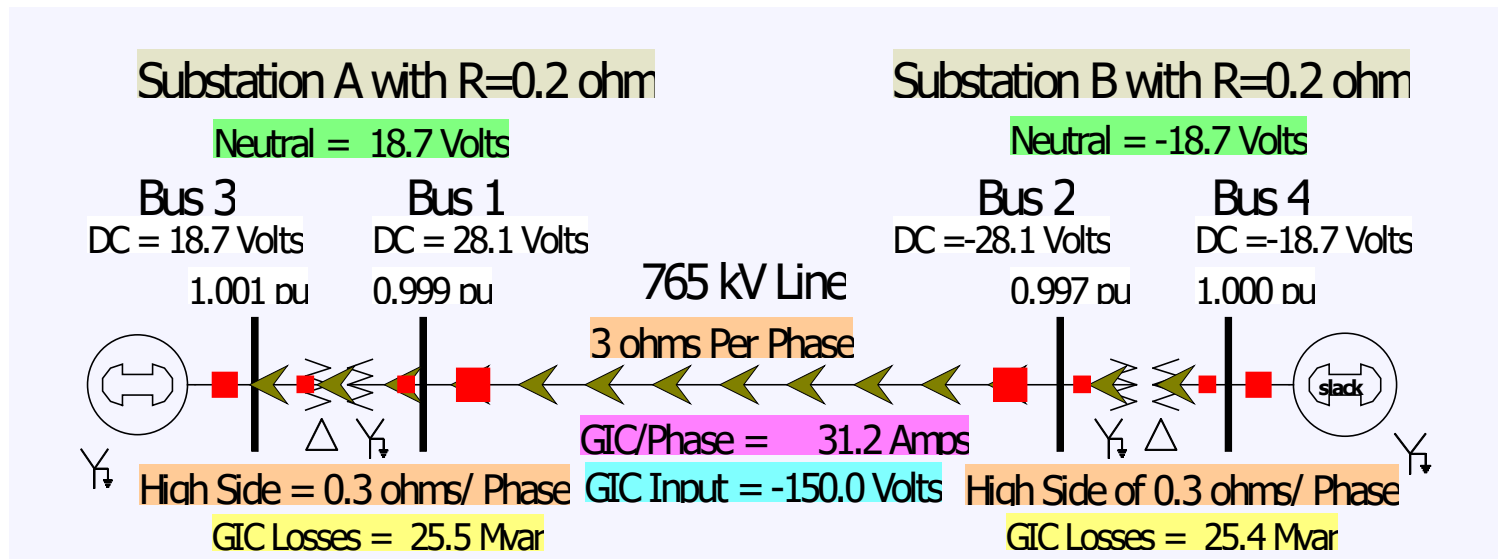 Substation A with R=0.2 ohm
Substation B with R=0.2 ohm
Neutral = 18.7 Volts
Neutral = -18.7 Volts
Bus 3
Bus 1
Bus 2
Bus 4
DC = 18.7 Volts
DC = 28.1 Volts
DC =-28.1 Volts
DC =-18.7 Volts
1.001 pu
0.999 pu
765 kV Line
0.997 pu
1.000 pu
3 ohms Per Phase
slack
GIC/Phase = 31.2 Amps
High Side = 0.3 ohms/ Phase
GIC Input = -150.0 Volts
High Side of 0.3 ohms/ Phase
GIC Losses = 25.5 Mvar
GIC Losses = 25.4 Mvar